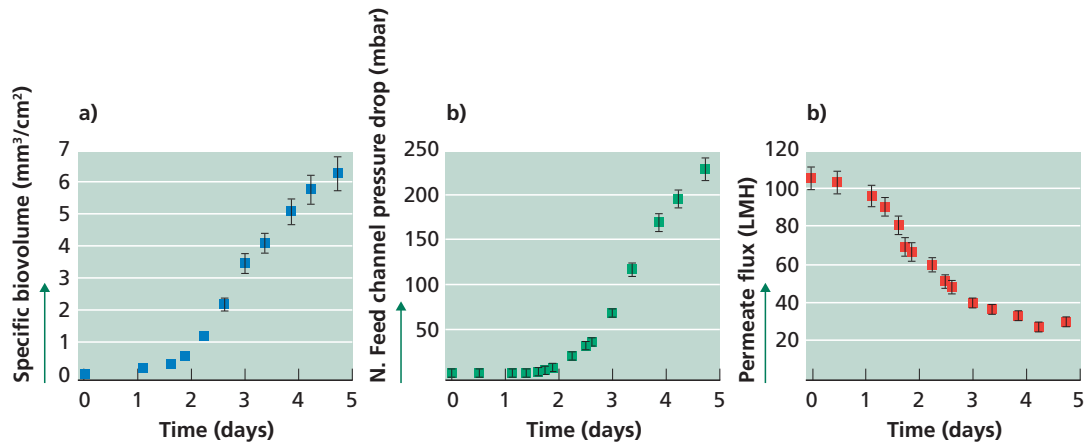 a)
Specific biovolume (mm³/cm²)
7
6
5
4
3
2
1
0
0 1 2 3 4 5
Time (days)
b)
N. Feed channel pressure drop (mbar)
250
200
150
100
50
0 1 2 3 4 5
Time (days)
b)
Permeate flux (LMH)
120
100
80
60
40
20
0 1 2 3 4 5
Time (days)